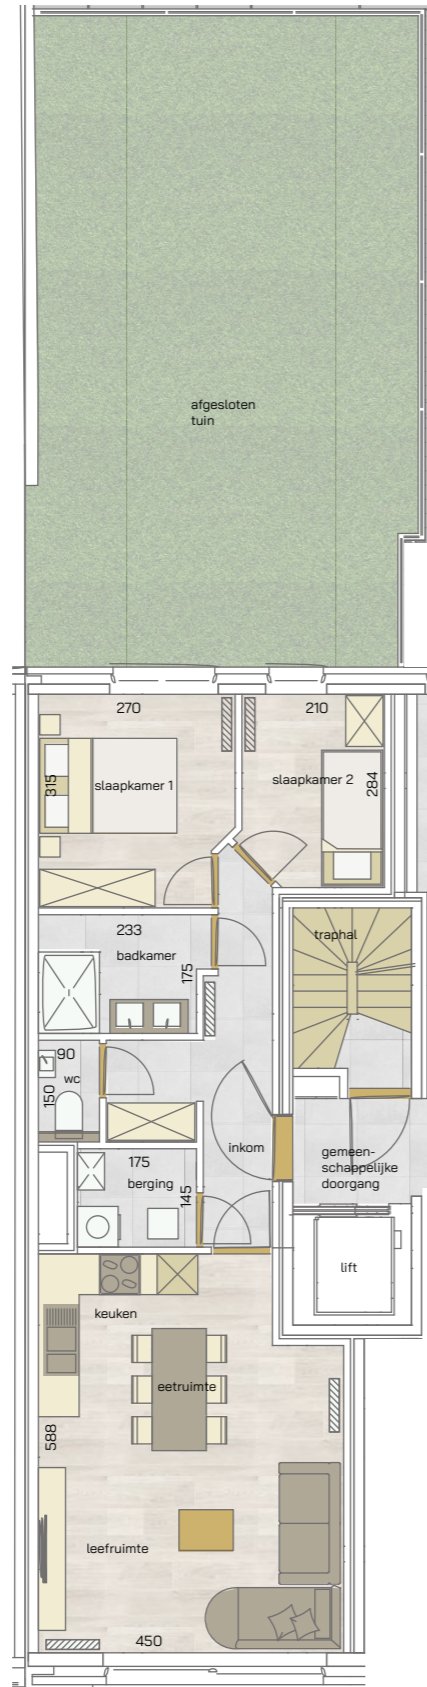 afgesloten
tuin
270
210
315
slaapkamer 1
slaapkamer 2
284
233
badkamer
175
traphal
90
wc
150
inkom
gemeen-
schappelijke
doorgang
175
berging
145
lift
keuken
eetruimte
588
leefruimte
450